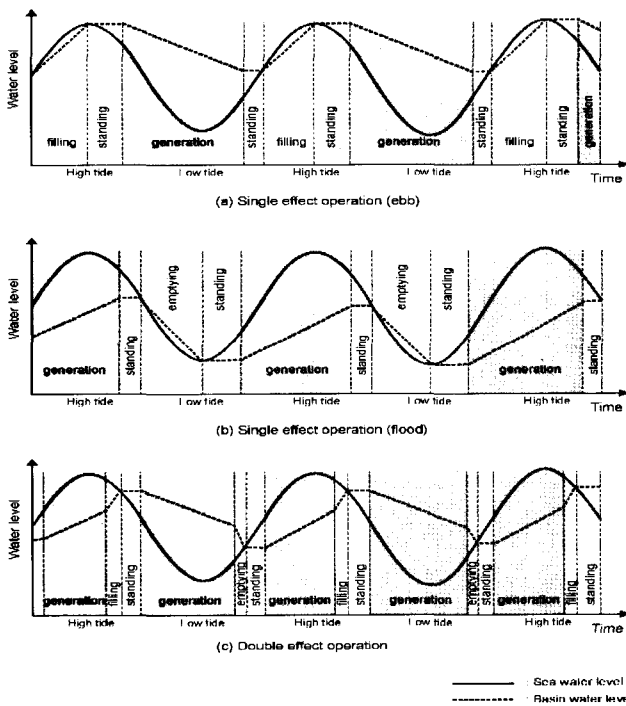 Water level
filling
standing
generation
standing
filling
standing
generation
standing
filling
standing
generation
High tide
Low tide
High tide
Low tide
High tide
Time
(a) Single effect operation (ebb)
Water level
generation
standing
emptying
standing
generation
standing
emptying
standing
generation
standing
High tide
Low tide
High tide
Low tide
High tide
Time
(b) Single effect operation (flood)
Water level
generation
filling
standing
generation
emptying
standing
generation
filling
standing
generation
emptying
standing
generation
filling
standing
High tide
Low tide
High tide
Low tide
High tide
Time
(c) Double effect operation
: Sea water level
: Basin water leve